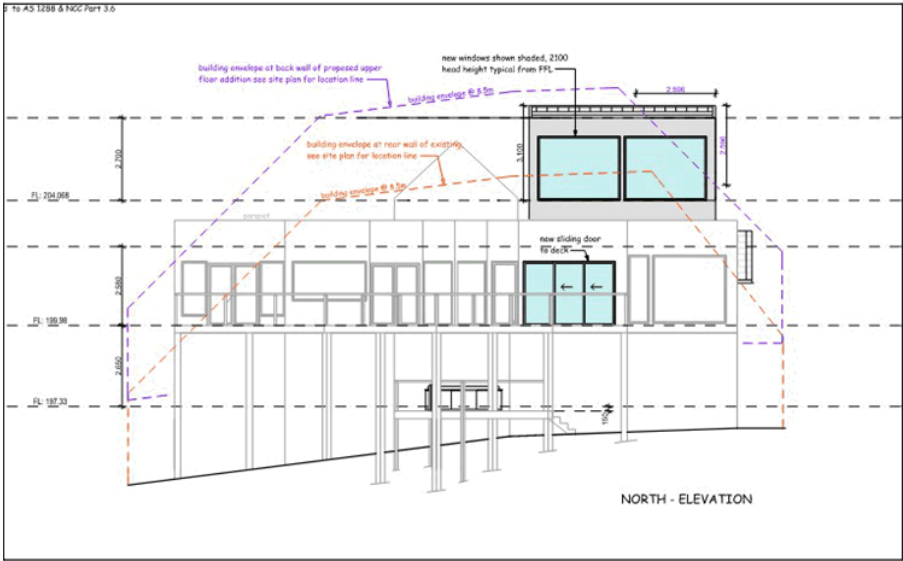 to AS 1288 & NCC Part 3.6
new windows shown shaded, 2100
head height typical from FFL
building envelope at back wall of proposed upper
floor addition see site plan for location line
building envelope @ 8.5m
2,596
building envelope at rear wall of existing,
see site plan for location line
2,700
3,100
2,596
building envelope @ 8.5m
FL: 204.068
parapet
new sliding door
to deck
2,580
FL: 199.98
2,650
FL: 197.33
150
NORTH - ELEVATION